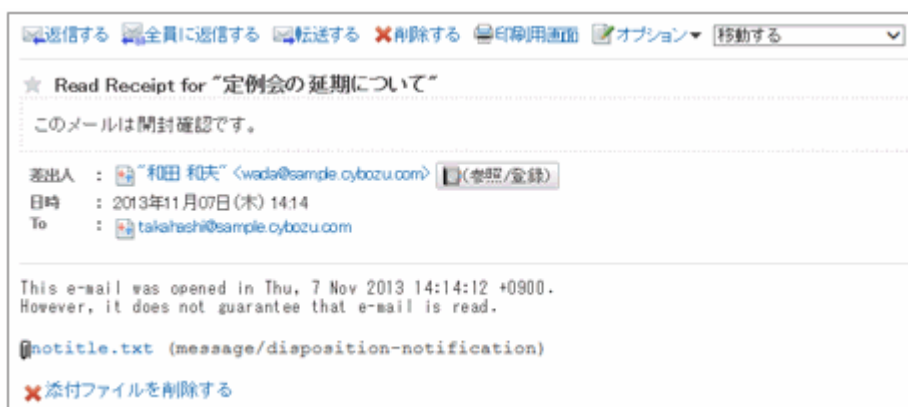 返信する 全員に返信する 転送する 削除する 印刷用画面 オプション▼ 移動する
★ Read Receipt for "定例会の延期について"
このメールは開封確認です。
差出人 : "和田 和夫" <wada@sample.cybozu.com> (参照/登録)
日時 : 2013年11月07日(木) 14:14
To : takahashi@sample.cybozu.com
This e-mail was opened in Thu, 7 Nov 2013 14:14:12 +0900.
However, it does not guarantee that e-mail is read.
notitle.txt (message/disposition-notification)
添付ファイルを削除する